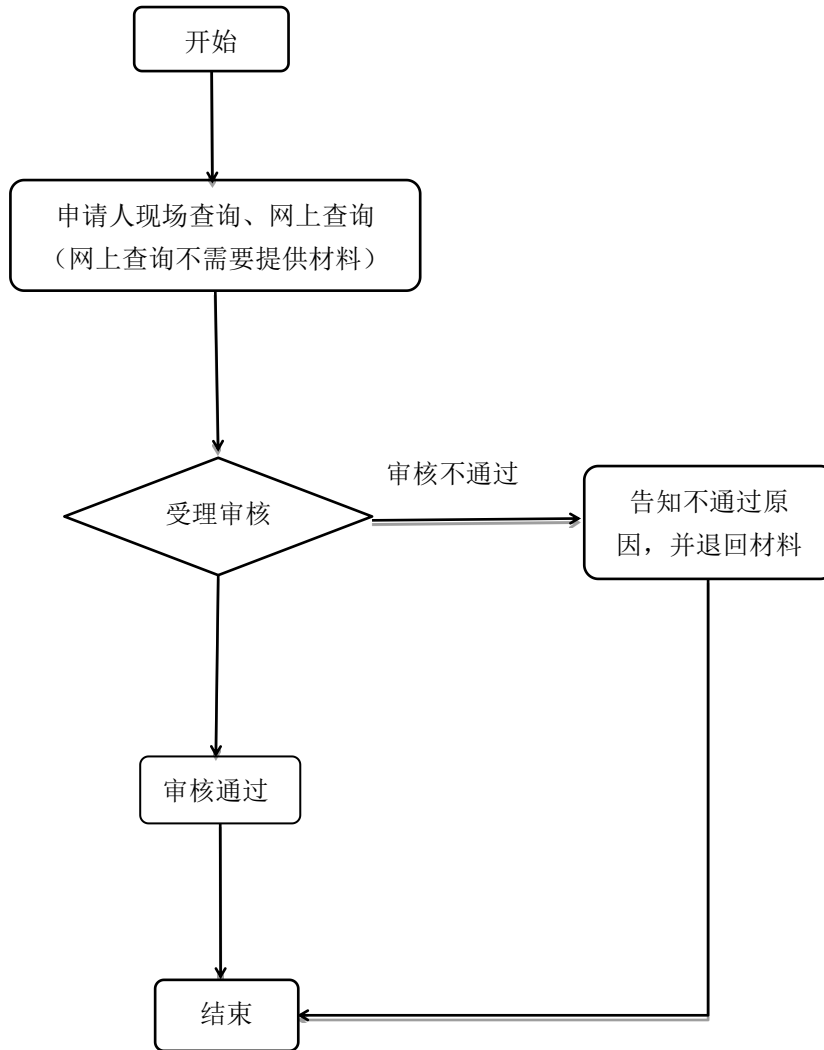 开始
申请人现场查询、网上查询
（网上查询不需要提供材料）
受理审核
审核不通过
告知不通过原
因，并退回材料
审核通过
结束